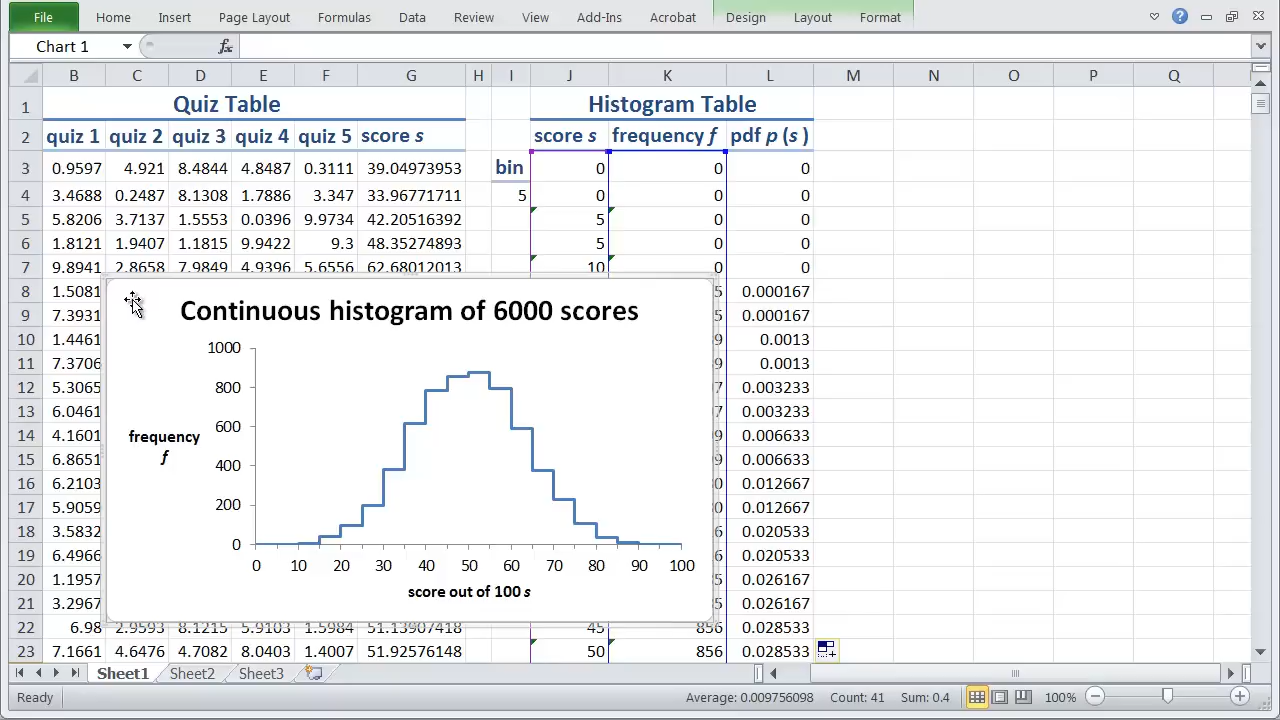 File Home Insert Page Layout Formulas Data Review View Add-Ins Acrobat Design Layout Format
Chart 1 fx
B C D E F G H I J K L M N O P Q
1 Quiz Table Histogram Table
2 quiz 1 quiz 2 quiz 3 quiz 4 quiz 5 score s score s frequency f pdf p (s )
3 0.9597 4.921 8.4844 4.8487 0.3111 39.04973953 bin 0 0 0
4 3.4688 0.2487 8.1308 1.7886 3.347 33.96771711 5 0 0 0
5 5.8206 3.7137 1.5553 0.0396 9.9734 42.20516392 5 0 0
6 1.8121 1.9407 1.1815 9.9422 9.3 48.35274893 5 0 0
7 9.8941 2.8658 7.9849 4.9396 5.6556 62.68012013 10 0 0
8 1.5081 5 0.000167
9 7.3931 5 0.000167
10 1.4461 0.0013
11 7.3706 0.0013
12 5.3065 0.003233
13 6.0461 0.003233
14 4.1601 9 0.006633
15 6.8651 9 0.006633
16 6.2103 0 0.012667
17 5.9059 0 0.012667
18 3.5832 0.020533
19 6.4966 0.020533
20 1.1957 0.026167
21 3.2967 5 0.026167
22 6.98 2.9593 8.1215 5.9103 1.5984 51.13907418 45 856 0.028533
23 7.1661 4.6476 4.7082 8.0403 1.4007 51.92576148 50 856 0.028533
Continuous histogram of 6000 scores
1000
800
600
400
200
0
frequency
f
0 10 20 30 40 50 60 70 80 90 100
score out of 100 s
Sheet1 Sheet2 Sheet3
Ready Average: 0.009756098 Count: 41 Sum: 0.4 100%